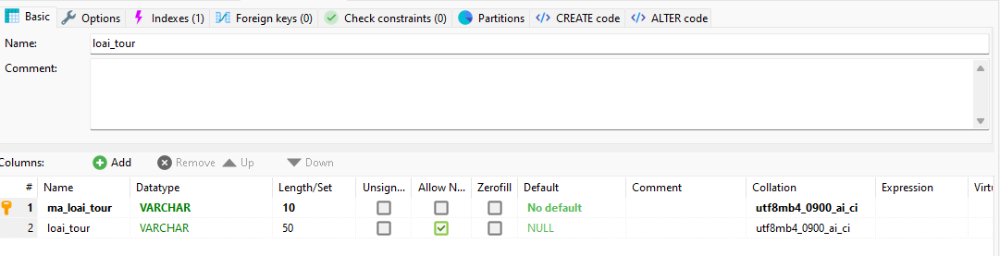 Basic Options Indexes (1) Foreign keys (0) Check constraints (0) Partitions CREATE code ALTER code
Name: loai_tour
Comment:
Columns: Add Remove Up Down
# Name Datatype Length/Set Unsign... Allow N... Zerofill Default Comment Collation Expression Virtu
1 ma_loai_tour VARCHAR 10 No default utf8mb4_0900_ai_ci
2 loai_tour VARCHAR 50 NULL utf8mb4_0900_ai_ci